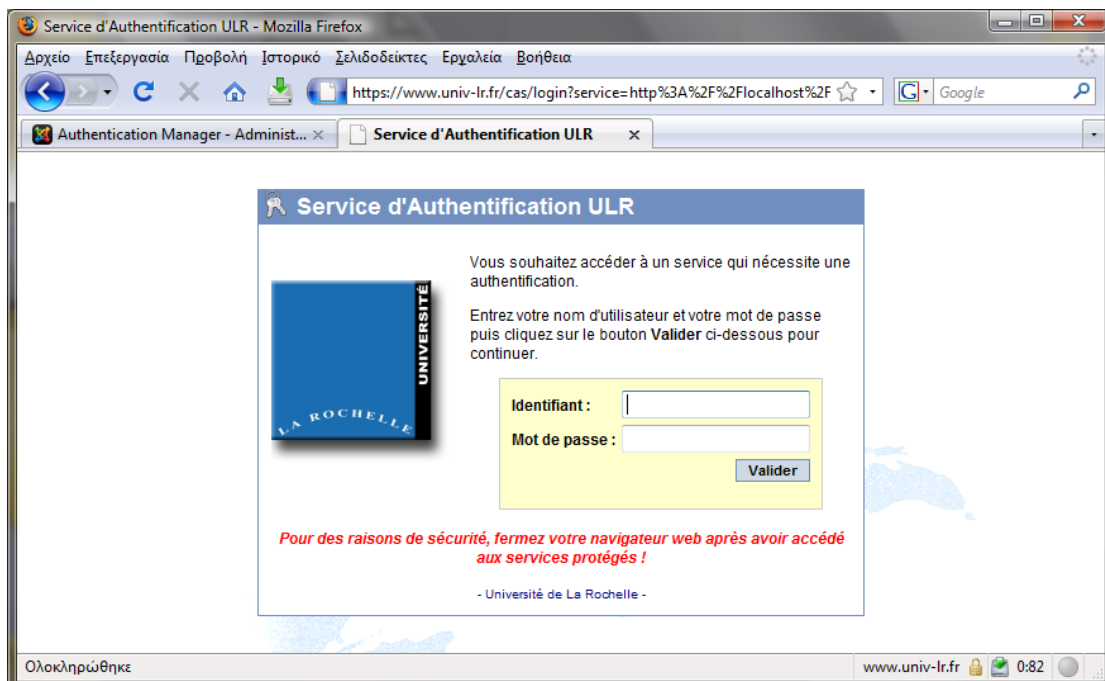 Service d'Authentification ULR - Mozilla Firefox
Αρχείο Επεξεργασία Προβολή Ιστορικό Σελιδοδείκτες Εργαλεία Βοήθεια
https://www.univ-lr.fr/cas/login?service=http%3A%2F%2Flocalhost%2F
Google
Authentication Manager - Administ...
Service d'Authentification ULR
Service d'Authentification ULR
Vous souhaitez accéder à un service qui nécessite une
authentification.
Entrez votre nom d'utilisateur et votre mot de passe
puis cliquez sur le bouton Valider ci-dessous pour
continuer.
UNIVERSITÉ
LA ROCHELLE
Identifiant :
Mot de passe :
Valider
Pour des raisons de sécurité, fermez votre navigateur web après avoir accédé
aux services protégés !
- Université de La Rochelle -
Ολοκληρώθηκε
www.univ-lr.fr 0:82